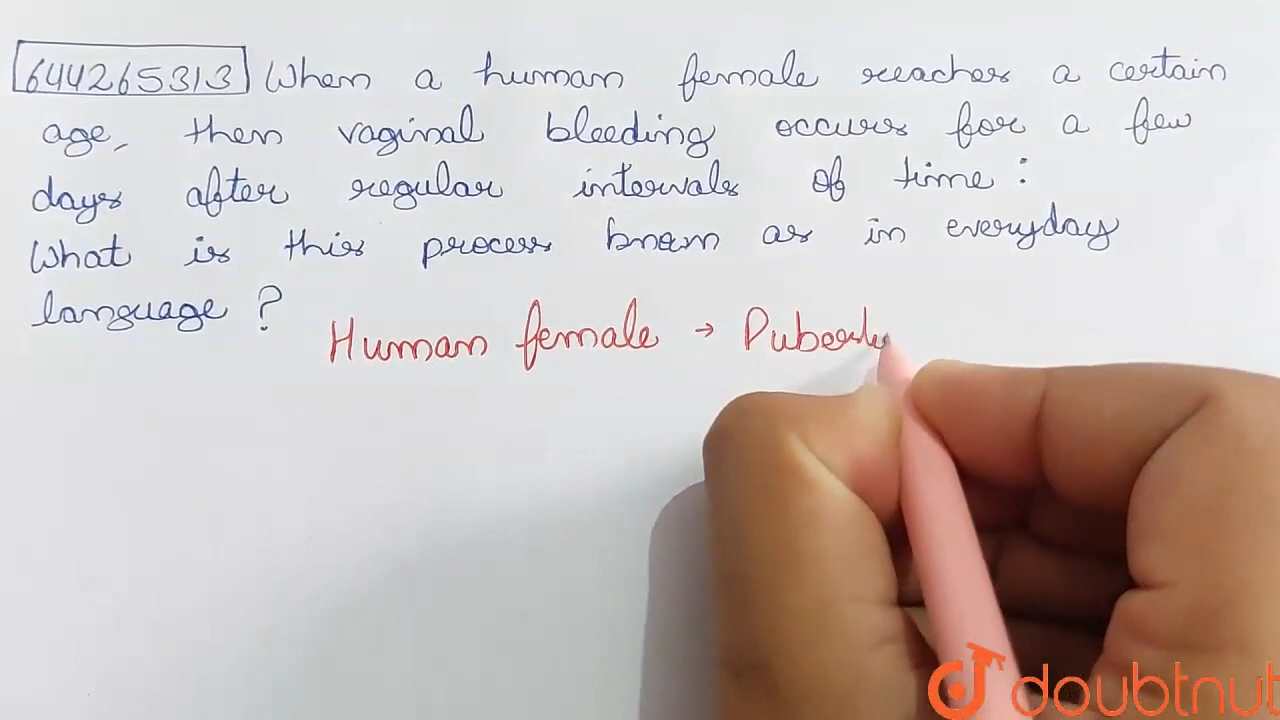 644265313 When a human female reaches a certain
age, then vaginal bleeding occurs for a few
days after regular intervals of time :
What is this process known as in everyday
language ?
Human female → Puberty
doubtnut